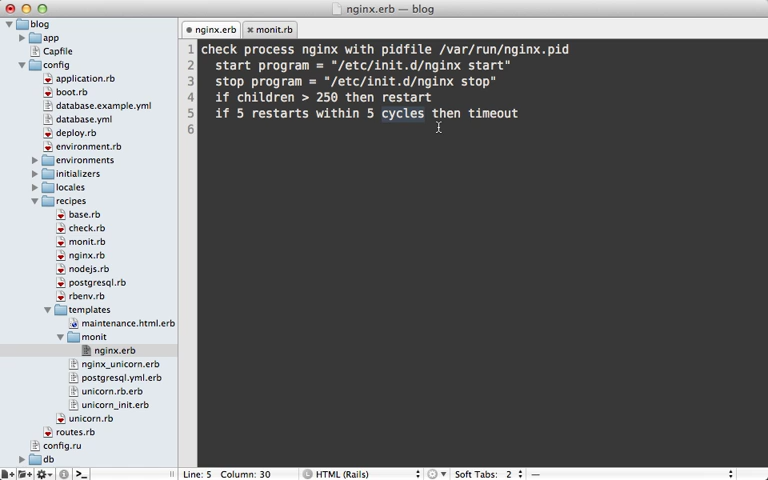 nginx.erb — blog
blog
app
Capfile
config
application.rb
boot.rb
database.example.yml
database.yml
deploy.rb
environment.rb
environments
initializers
locales
recipes
base.rb
check.rb
monit.rb
nginx.rb
nodejs.rb
postgresql.rb
rbenv.rb
templates
maintenance.html.erb
monit
nginx.erb
nginx_unicorn.erb
postgresql.yml.erb
unicorn.rb.erb
unicorn_init.erb
unicorn.rb
routes.rb
config.ru
db
nginx.erb monit.rb
1 check process nginx with pidfile /var/run/nginx.pid
2 start program = "/etc/init.d/nginx start"
3 stop program = "/etc/init.d/nginx stop"
4 if children > 250 then restart
5 if 5 restarts within 5 cycles then timeout
6
Line: 5 Column: 30 HTML (Rails) Soft Tabs: 2 —